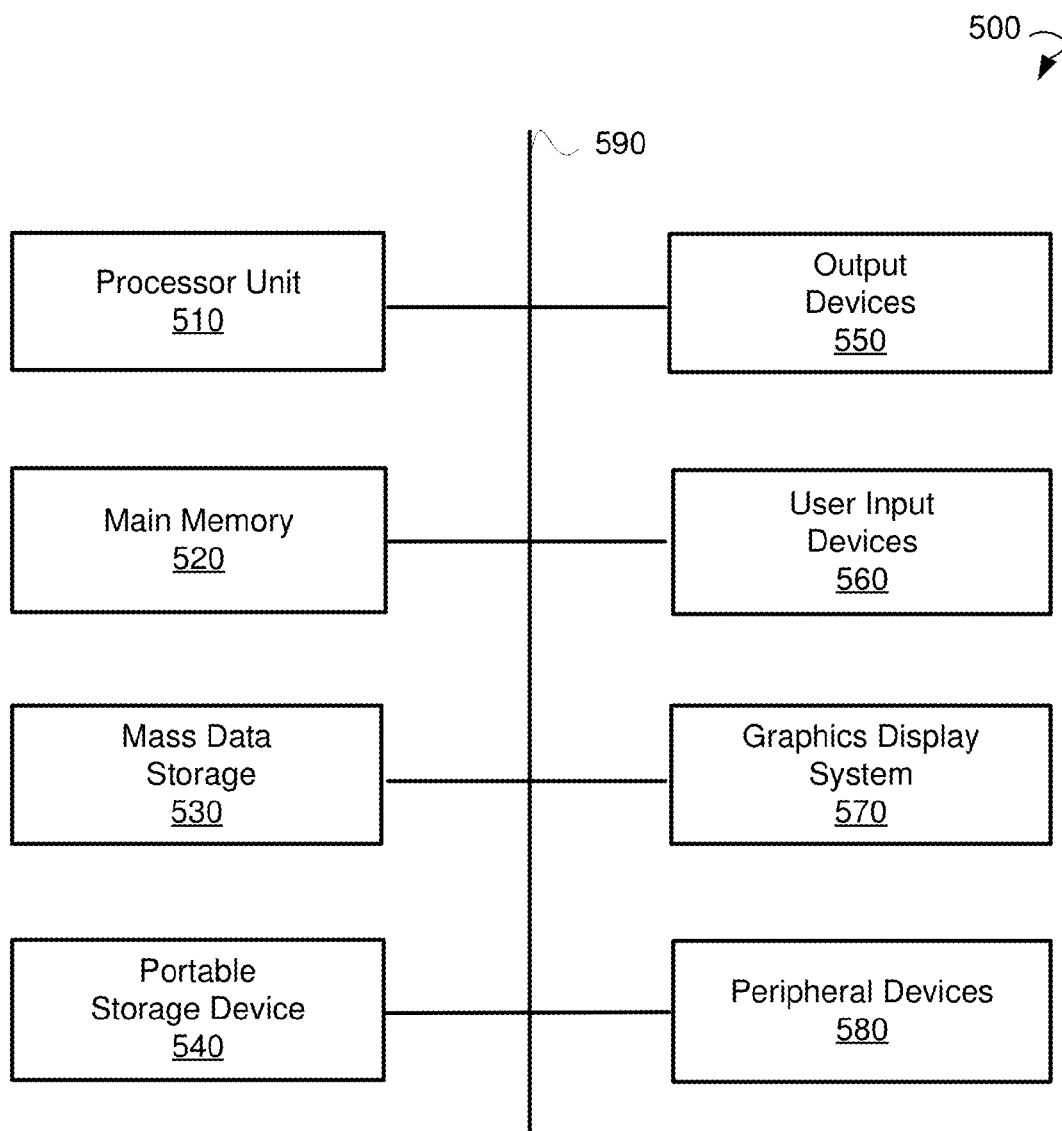 500
590
Processor Unit
510
Output
Devices
550
Main Memory
520
User Input
Devices
560
Mass Data
Storage
530
Graphics Display
System
570
Portable
Storage Device
540
Peripheral Devices
580